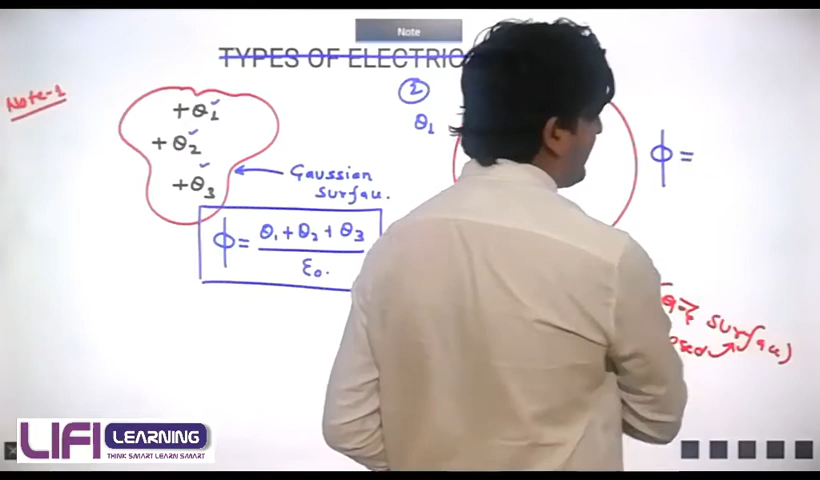 Note
TYPES OF ELECTRIC
Note-1
+Q1
+Q2
+Q3
Gaussian
surface.
ϕ = Q1 + Q2 + Q3
ε0.
2
Q1
ϕ =
surface)
LIFI LEARNING
THINK SMART LEARN SMART